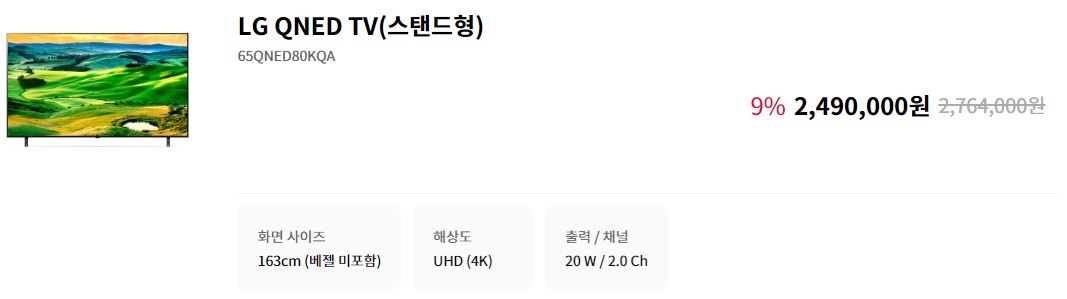 LG QNED TV(스탠드형)
65QNED80KQA
9% 2,490,000원 2,764,000원
화면 사이즈
163cm (베젤 미포함)
해상도
UHD (4K)
출력 / 채널
20 W / 2.0 Ch